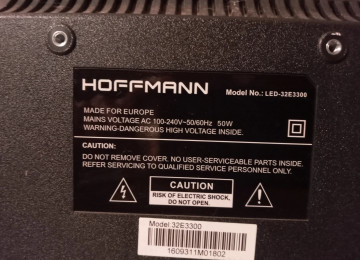 HOFFMANN
Model No.: LED-32E3300
MADE FOR EUROPE
MAINS VOLTAGE AC 100-240V~50/60Hz 50W
WARNING-DANGEROUS HIGH VOLTAGE INSIDE.
CAUTION:
DO NOT REMOVE COVER. NO USER-SERVICEABLE PARTS INSIDE.
REFER SERVICING TO QUALIFIED SERVICE PERSONNEL ONLY.
CAUTION
RISK OF ELECTRIC SHOCK.
DO NOT OPEN.
Model:32E3300
1609311M01802